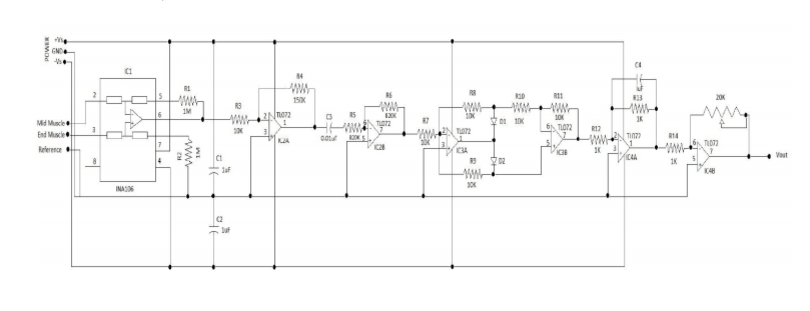 POWER
+Vs
GND
-Vs
IC1
2
5
R1
1M
6
3
R2
1M
7
4
8
INA106
Mid Muscle
End Muscle
Reference
C1
1uF
C2
1uF
R3
10K
R4
150K
2
TL072
1
3
IC2A
C3
0.01uF
R5
820K
R6
820K
TL072
7
IC2B
R7
10K
R8
10K
2
TL072
1
3
IC3A
R9
10K
D1
D2
R10
10K
R11
10K
6
TL072
7
5
IC3B
R12
1K
C4
R13
1K
2
TL072
1
3
IC4A
R14
1K
20K
6
TL072
7
5
IC4B
Vout